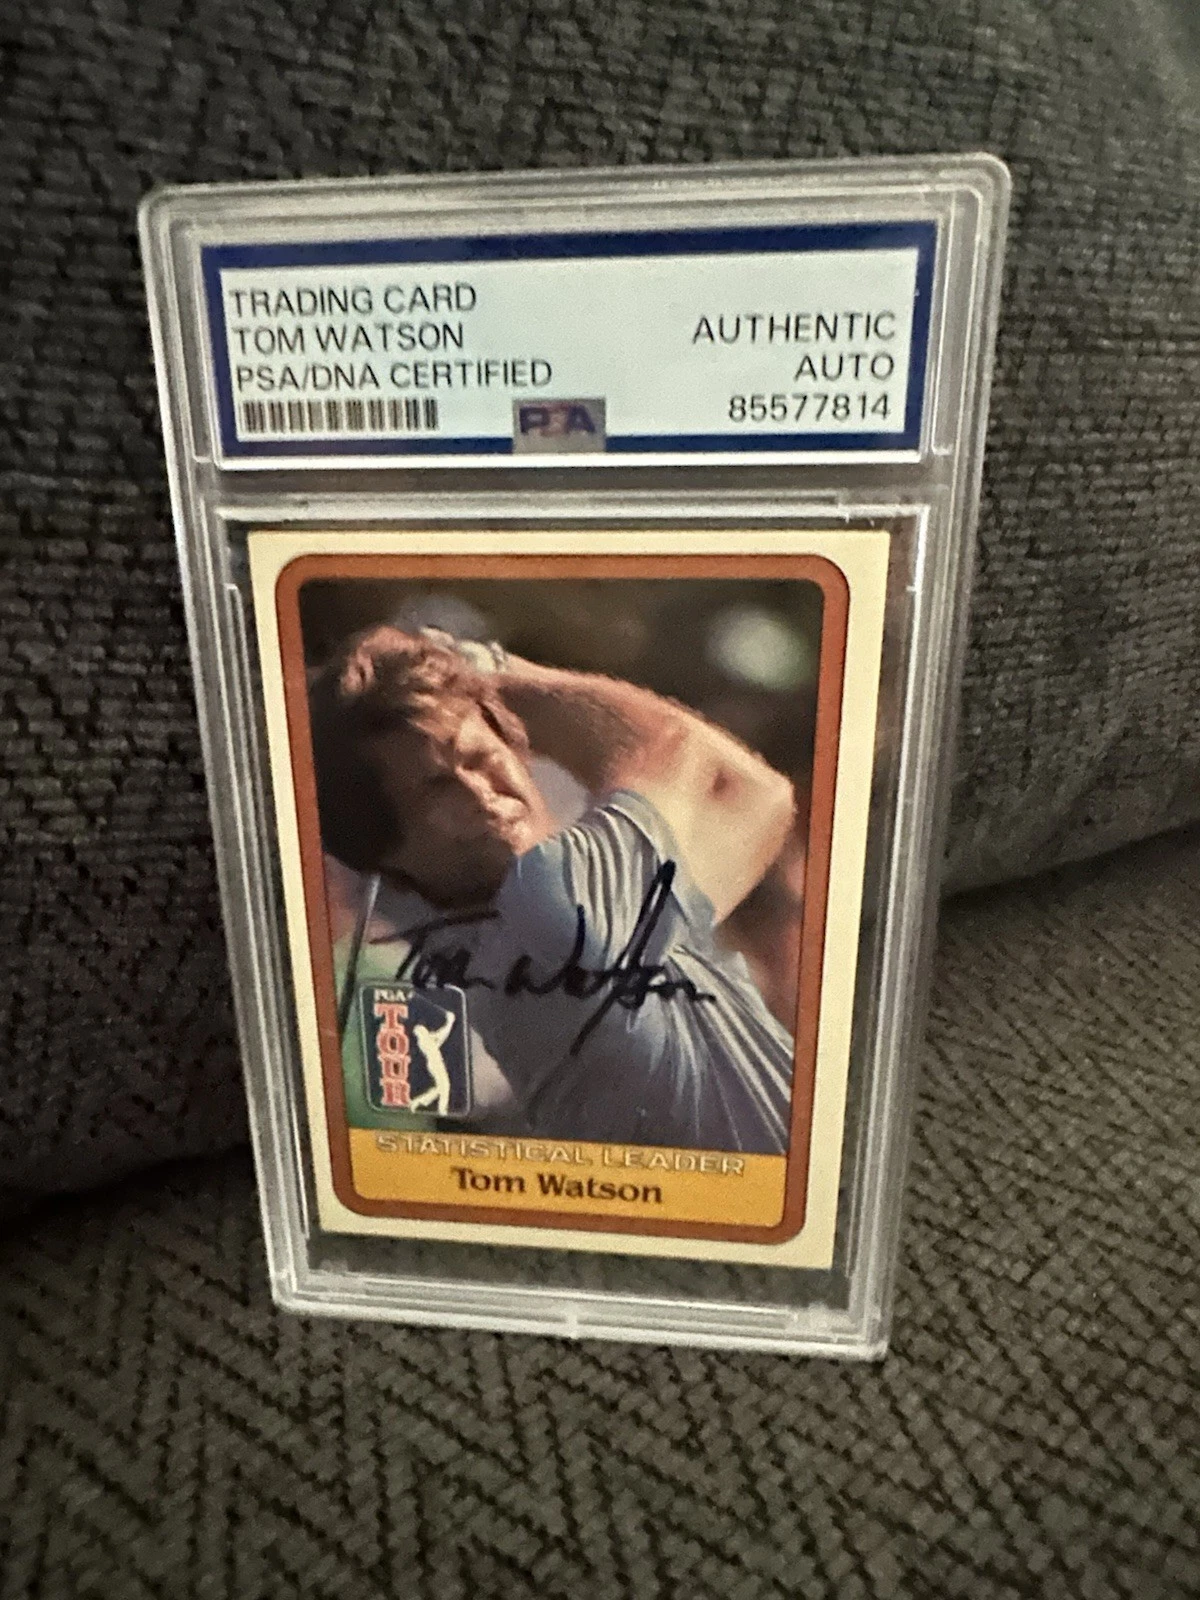 TRADING CARD
TOM WATSON
PSA/DNA CERTIFIED
AUTHENTIC
AUTO
85577814
PSA
Tom Watson
PGA
TOUR
STATISTICAL LEADER
Tom Watson